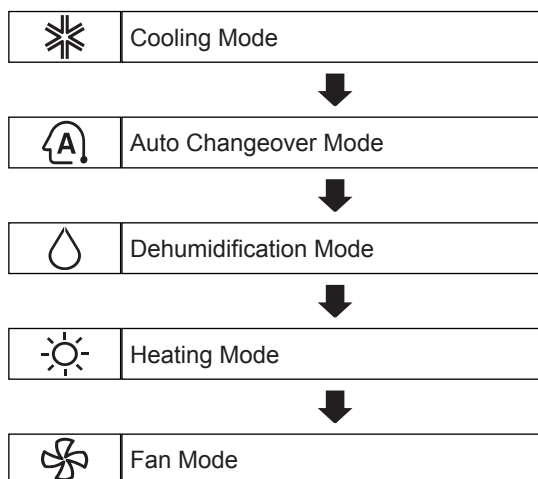 Cooling Mode
A
Auto Changeover Mode
Dehumidification Mode
Heating Mode
Fan Mode